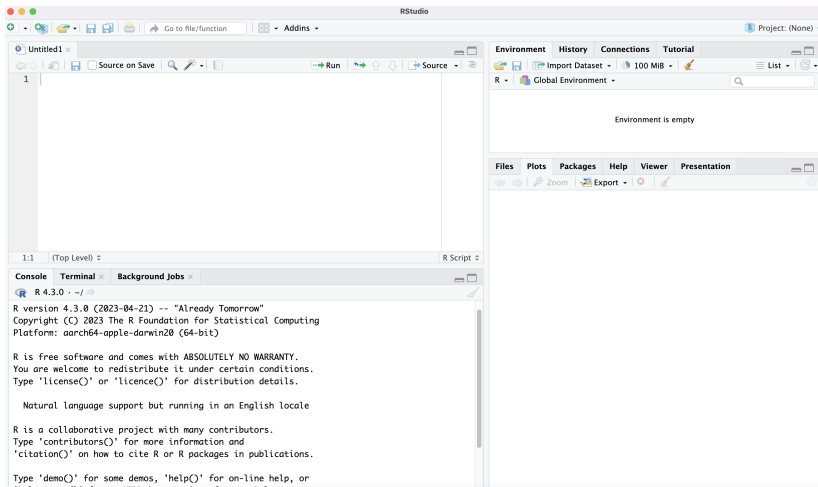 RStudio
Go to file/function
Addins
Project: (None)
Untitled1
Source on Save
Run
Source
1
1:1
(Top Level)
R Script
Console
Terminal
Background Jobs
R 4.3.0 · ~/
R version 4.3.0 (2023-04-21) -- "Already Tomorrow"
Copyright (C) 2023 The R Foundation for Statistical Computing
Platform: aarch64-apple-darwin20 (64-bit)
R is free software and comes with ABSOLUTELY NO WARRANTY.
You are welcome to redistribute it under certain conditions.
Type 'license()' or 'licence()' for distribution details.
Natural language support but running in an English locale
R is a collaborative project with many contributors.
Type 'contributors()' for more information and
'citation()' on how to cite R or R packages in publications.
Type 'demo()' for some demos, 'help()' for on-line help, or
Environment
History
Connections
Tutorial
Import Dataset
100 MiB
List
R
Global Environment
Environment is empty
Files
Plots
Packages
Help
Viewer
Presentation
Zoom
Export